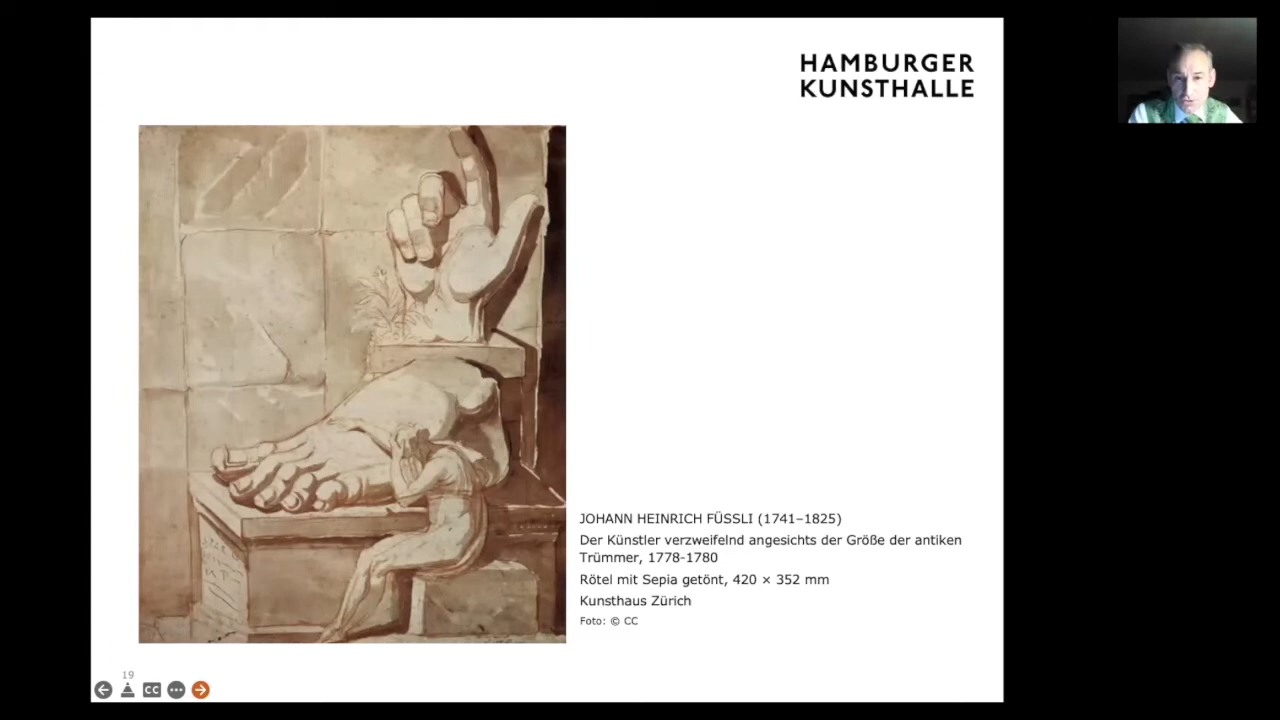 HAMBURGER
KUNSTHALLE
JOHANN HEINRICH FÜSSLI (1741–1825)
Der Künstler verzweifelnd angesichts der Größe der antiken
Trümmer, 1778-1780
Rötel mit Sepia getönt, 420 × 352 mm
Kunsthaus Zürich
Foto: © CC
19
CC